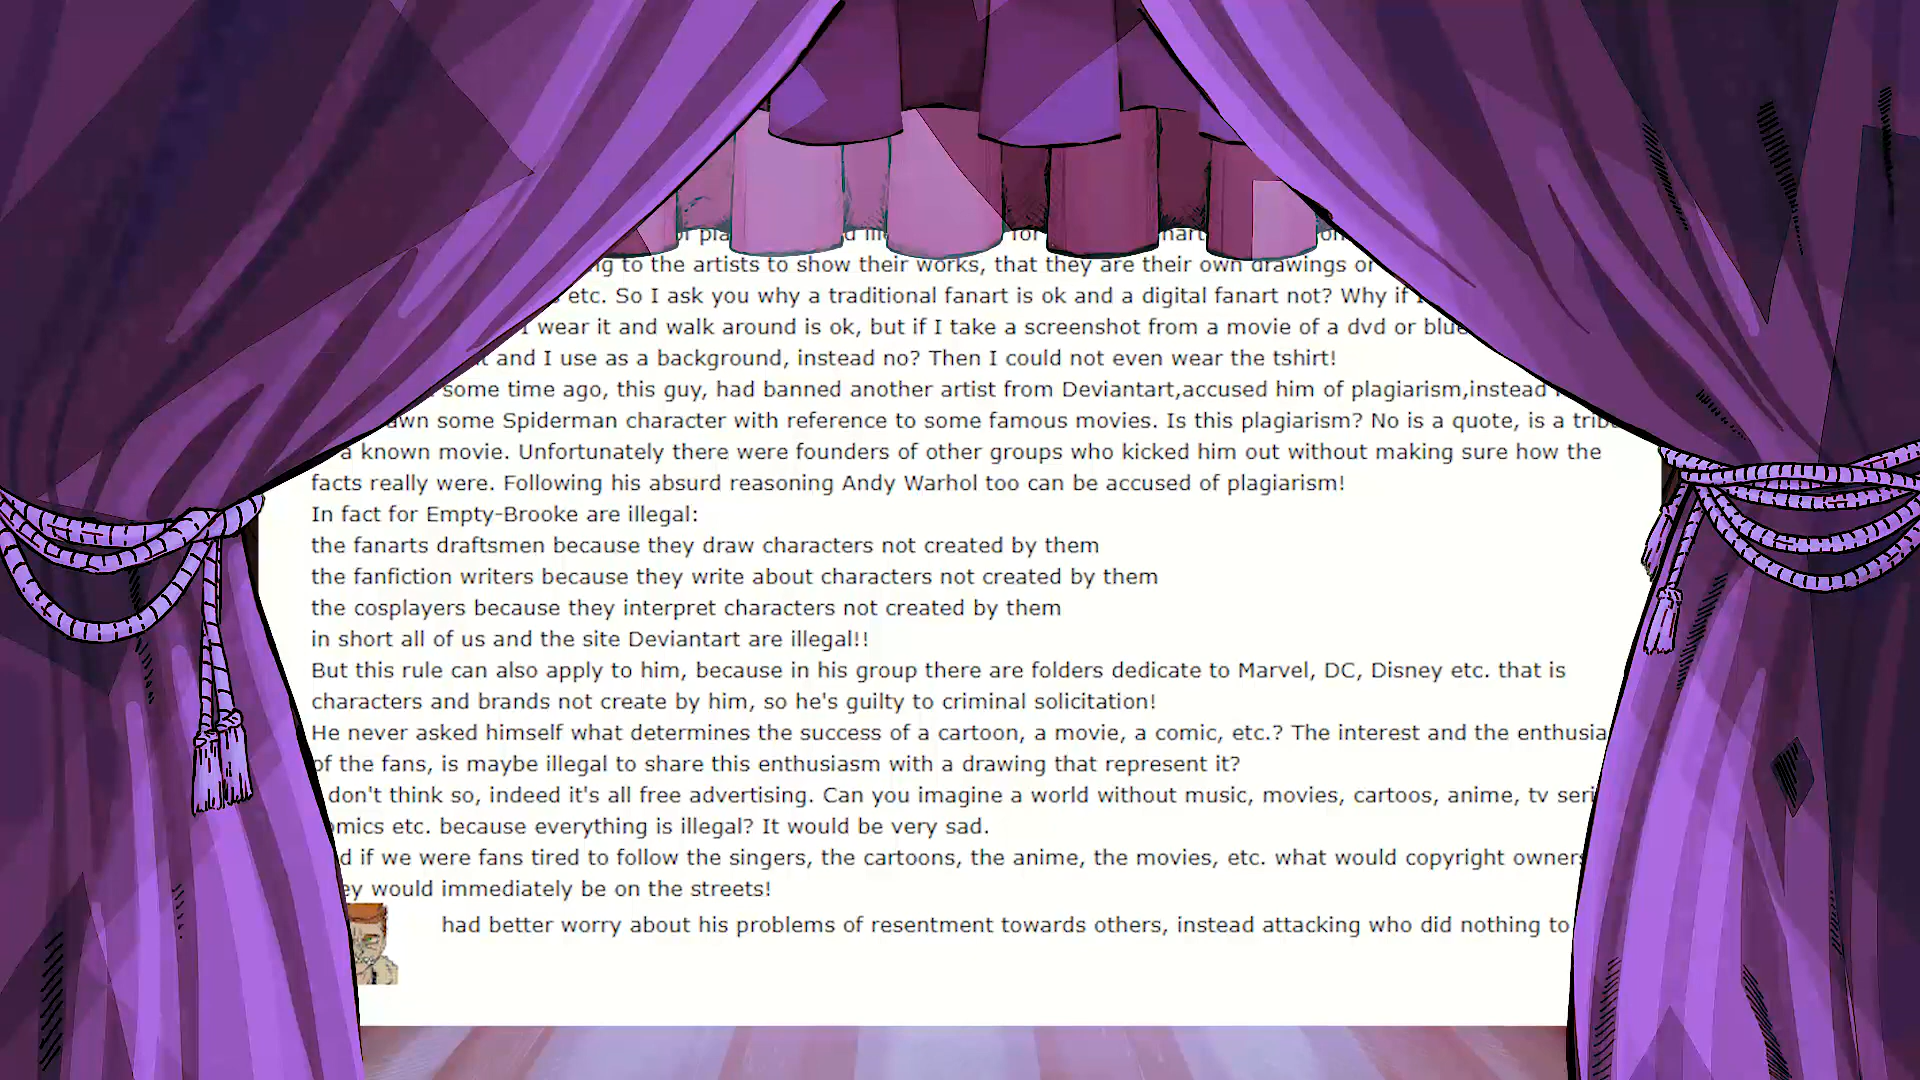 to the artists to show their works, that they are their own drawings or
etc. So I ask you why a traditional fanart is ok and a digital fanart not? Why if
I wear it and walk around is ok, but if I take a screenshot from a movie of a dvd or
and I use as a background, instead no? Then I could not even wear the tshirt!
some time ago, this guy, had banned another artist from Deviantart,accused him of plagiarism,instead
some Spiderman character with reference to some famous movies. Is this plagiarism? No is a quote, is a
a known movie. Unfortunately there were founders of other groups who kicked him out without making sure how the
facts really were. Following his absurd reasoning Andy Warhol too can be accused of plagiarism!
In fact for Empty-Brooke are illegal:
the fanarts draftsmen because they draw characters not created by them
the fanfiction writers because they write about characters not created by them
the cosplayers because they interpret characters not created by them
in short all of us and the site Deviantart are illegal!!
But this rule can also apply to him, because in his group there are folders dedicate to Marvel, DC, Disney etc. that is
characters and brands not create by him, so he's guilty to criminal solicitation!
He never asked himself what determines the success of a cartoon, a movie, a comic, etc.? The interest and the
of the fans, is maybe illegal to share this enthusiasm with a drawing that represent it?
don't think so, indeed it's all free advertising. Can you imagine a world without music, movies, cartoos, anime, tv
etc. because everything is illegal? It would be very sad.
if we were fans tired to follow the singers, the cartoons, the anime, the movies, etc. what would copyright
would immediately be on the streets!
had better worry about his problems of resentment towards others, instead attacking who did nothing to